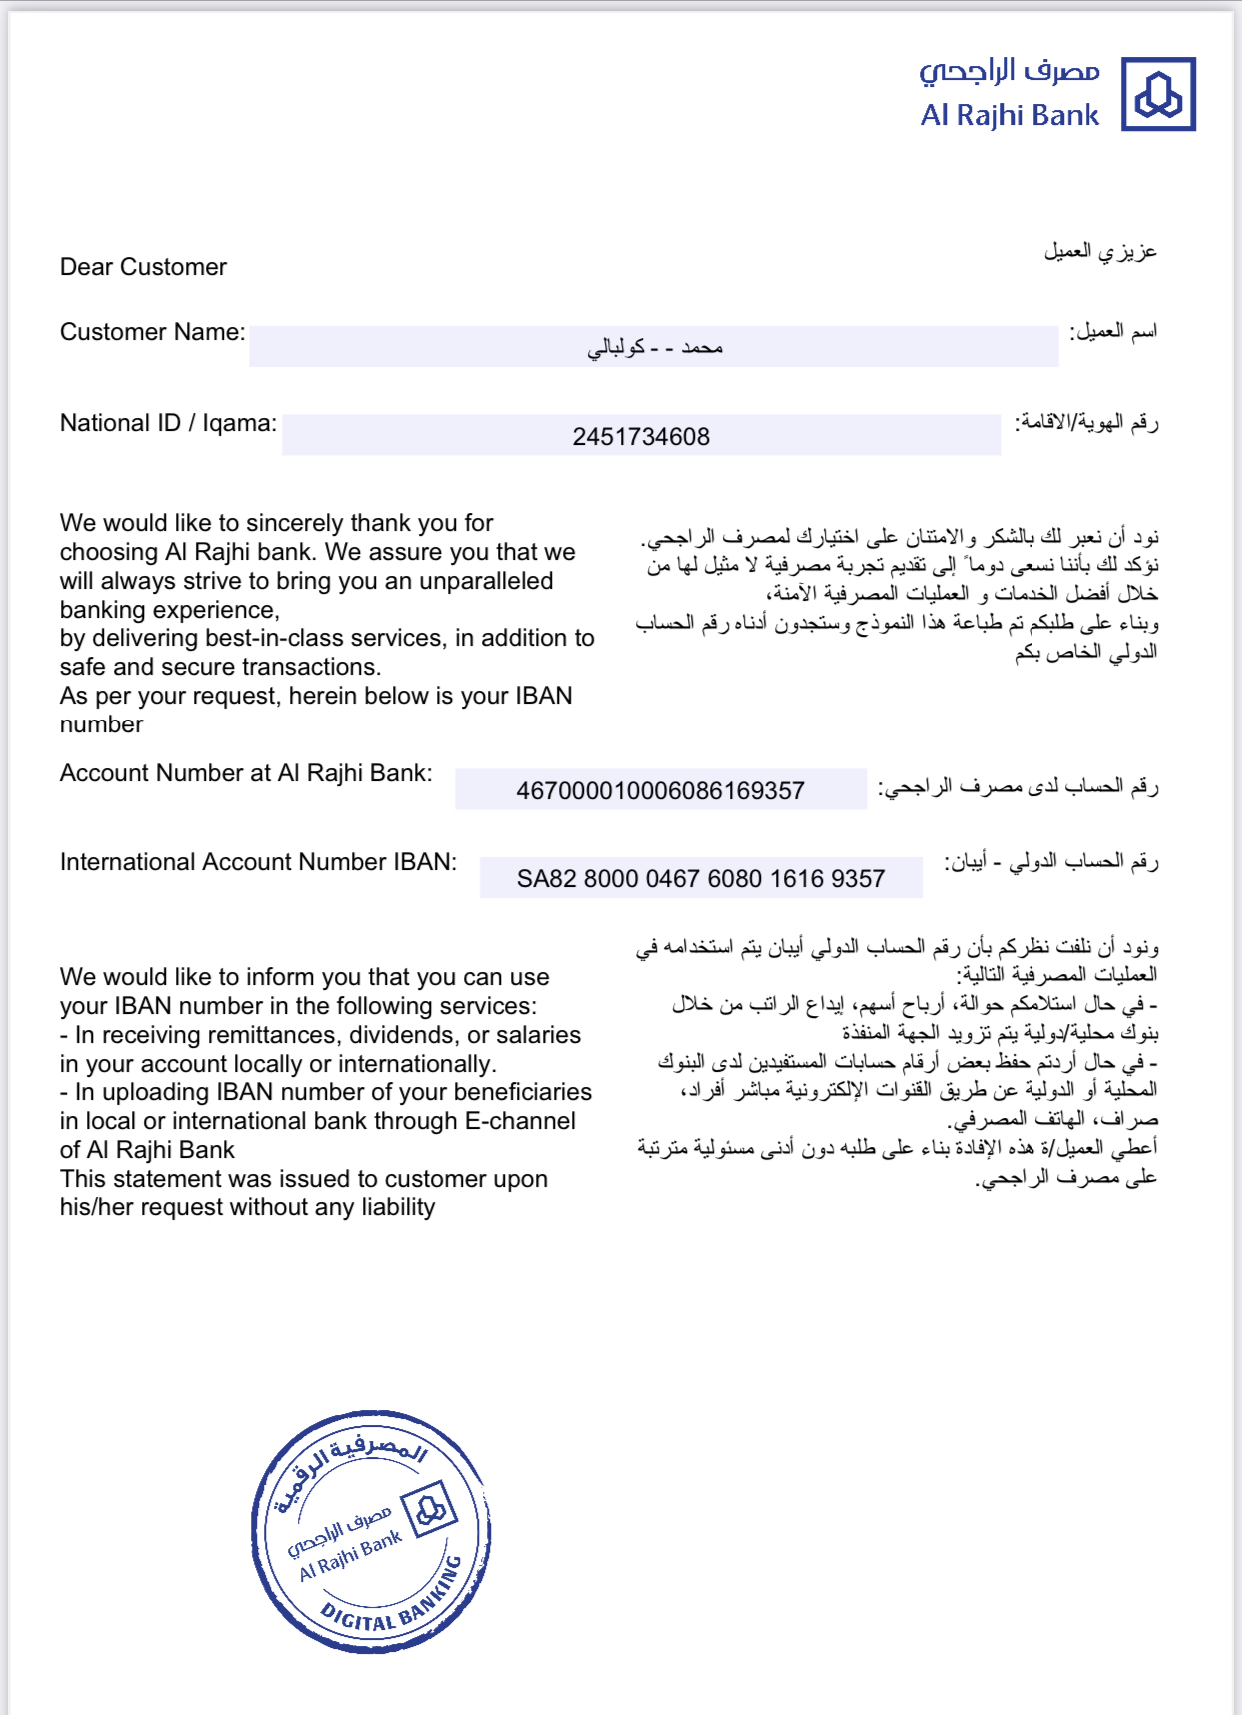 مصرف الراجحي
Al Rajhi Bank
Dear Customer
عزيزي العميل
Customer Name:
محمد - - كولبالي
اسم العميل:
National ID / Iqama:
2451734608
رقم الهوية/الاقامة:
We would like to sincerely thank you for
choosing Al Rajhi bank. We assure you that we
will always strive to bring you an unparalleled
banking experience,
by delivering best-in-class services, in addition to
safe and secure transactions.
As per your request, herein below is your IBAN
number
نود أن نعبر لك بالشكر والامتنان على اختيارك لمصرف الراجحي.
نؤكد لك بأننا نسعى دوما ً إلى تقديم تجربة مصرفية لا مثيل لها من
خلال أفضل الخدمات و العمليات المصرفية الآمنة،
وبناء على طلبكم تم طباعة هذا النموذج وستجدون أدناه رقم الحساب
الدولي الخاص بكم
Account Number at Al Rajhi Bank:
467000010006086169357
رقم الحساب لدى مصرف الراجحي:
International Account Number IBAN:
SA82 8000 0467 6080 1616 9357
رقم الحساب الدولي - أيبان:
We would like to inform you that you can use
your IBAN number in the following services:
- In receiving remittances, dividends, or salaries
in your account locally or internationally.
- In uploading IBAN number of your beneficiaries
in local or international bank through E-channel
of Al Rajhi Bank
This statement was issued to customer upon
his/her request without any liability
ونود أن نلفت نظركم بأن رقم الحساب الدولي أيبان يتم استخدامه في
العمليات المصرفية التالية:
- في حال استلامكم حوالة، أرباح أسهم، إيداع الراتب من خلال
بنوك محلية/دولية يتم تزويد الجهة المنفذة
- في حال أردتم حفظ بعض أرقام حسابات المستفيدين لدى البنوك
المحلية أو الدولية عن طريق القنوات الإلكترونية مباشر أفراد،
صراف، الهاتف المصرفي.
أعطي العميل/ة هذه الإفادة بناء على طلبه دون أدنى مسئولية مترتبة
على مصرف الراجحي.
المصرفية الرقمية
مصرف الراجحي
Al Rajhi Bank
DIGITAL BANKING